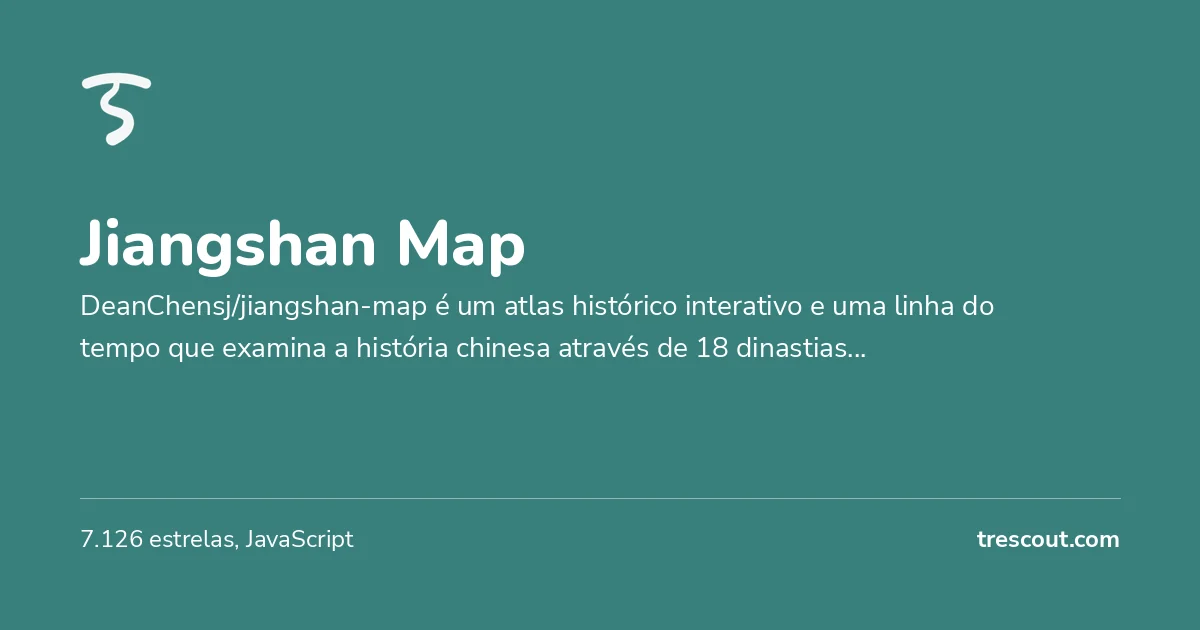 Jiangshan Map
DeanChensj/jiangshan-map é um atlas histórico interativo e uma linha do
tempo que examina a história chinesa através de 18 dinastias...
7.126 estrelas, JavaScript
trescout.com